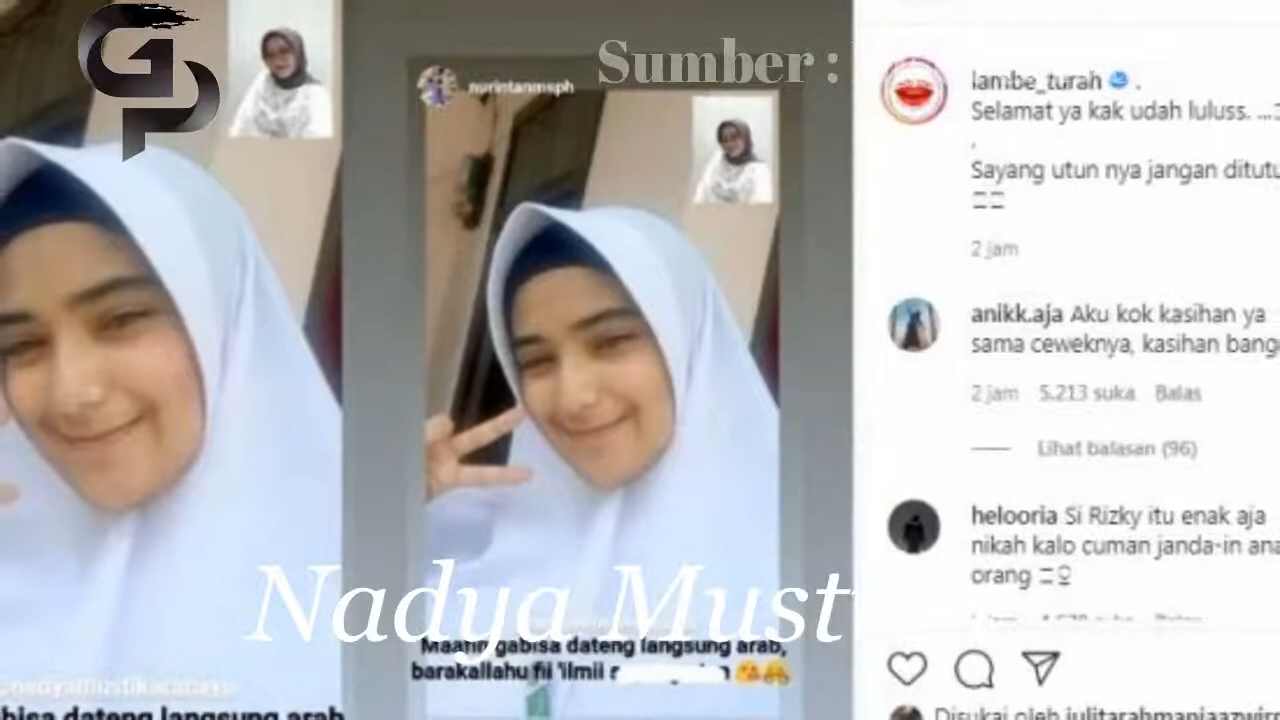 GP
Sumber :
nurintanmsph
Nadya Must
Maafin gabisa dateng langsung arab,
barakallahu fii 'ilmii
bisa dateng langsung arab
lambe_turah .
Selamat ya kak udah luluss. ...
.
Sayang utun nya jangan ditutu
2 jam
anikk.aja Aku kok kasihan ya
sama ceweknya, kasihan bang
2 jam 5.213 suka Balas
Lihat balasan (96)
helooria Si Rizky itu enak aja
nikah kalo cuman janda-in ana
orang
Disukai oleh